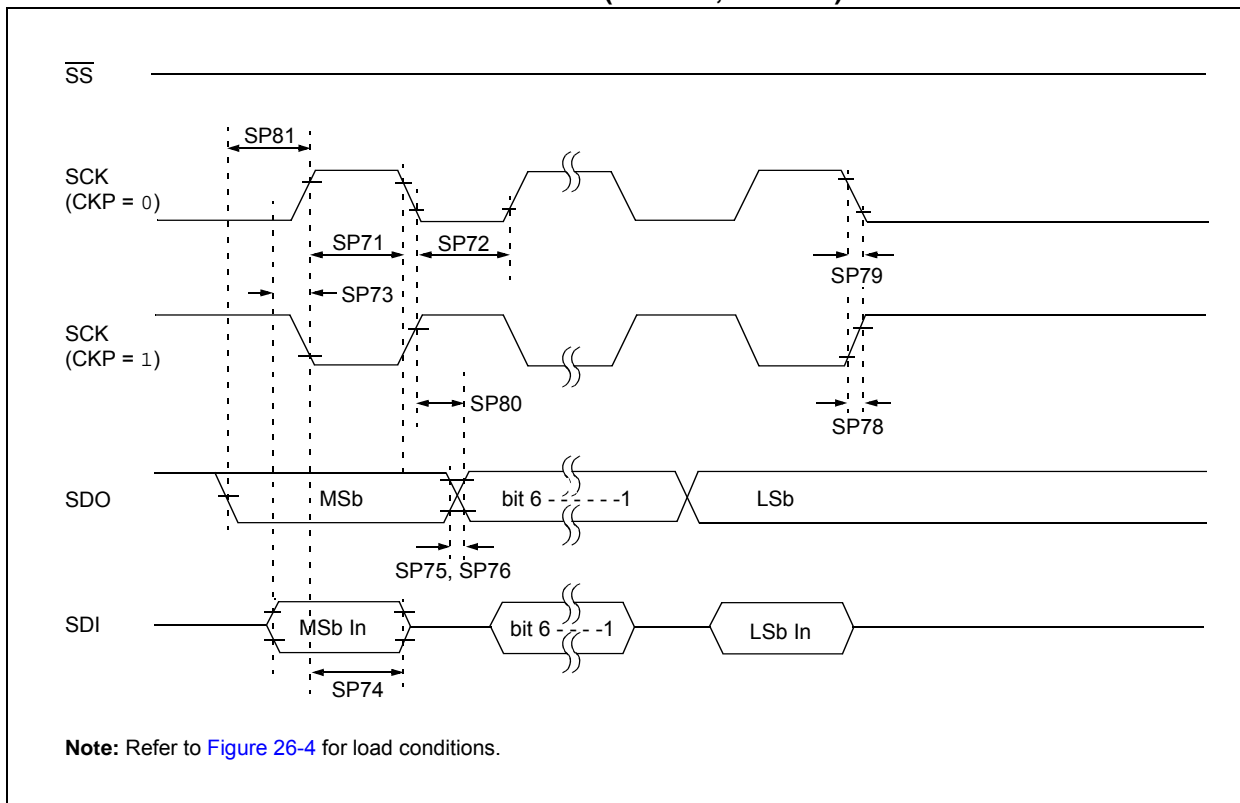 SS
SP81
SCK
(CKP = 0)
SP71
SP72
SP79
SP73
SCK
(CKP = 1)
SP80
SP78
SDO
MSb
bit 6 - - - - - -1
LSb
SP75, SP76
SDI
MSb In
bit 6 - - - -1
LSb In
SP74
Note: Refer to Figure 26-4 for load conditions.